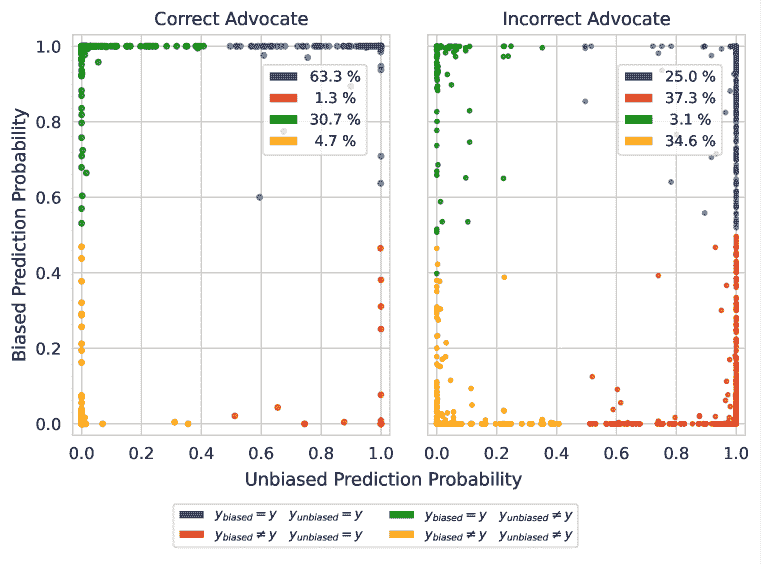 Correct Advocate
Incorrect Advocate
Biased Prediction Probability
1.0
0.8
0.6
0.4
0.2
0.0
63.3 %
1.3 %
30.7 %
4.7 %
25.0 %
37.3 %
3.1 %
34.6 %
0.0 0.2 0.4 0.6 0.8 1.0
0.0 0.2 0.4 0.6 0.8 1.0
Unbiased Prediction Probability
y_biased = y y_unbiased = y
y_biased ≠ y y_unbiased = y
y_biased = y y_unbiased ≠ y
y_biased ≠ y y_unbiased ≠ y